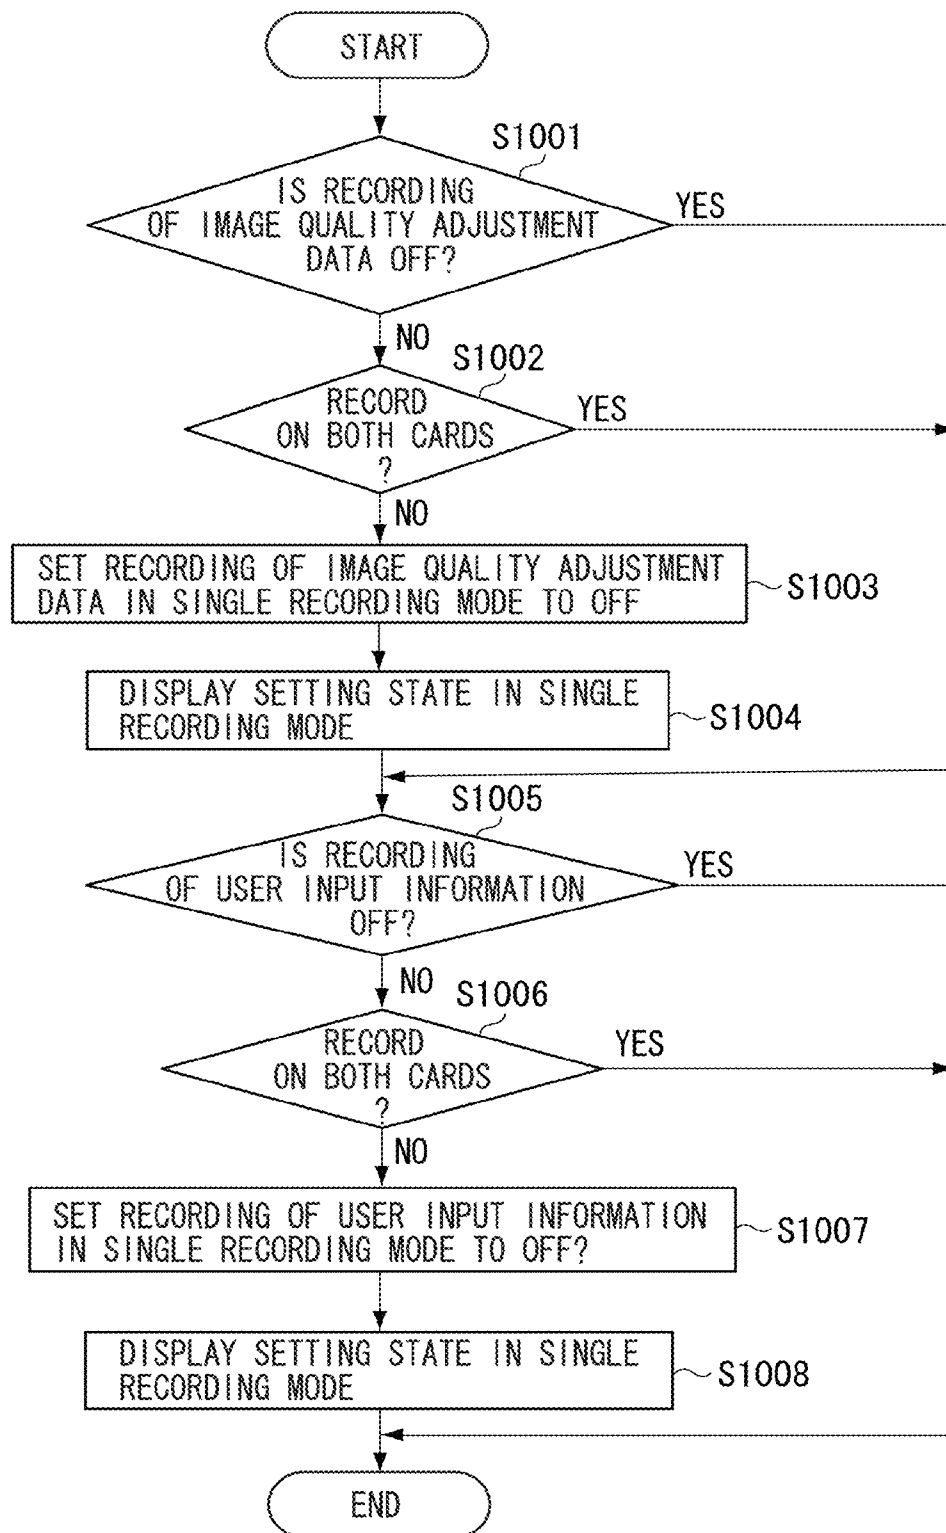 START
S1001
IS RECORDING
OF IMAGE QUALITY ADJUSTMENT
DATA OFF?
YES
NO
S1002
RECORD
ON BOTH CARDS
?
YES
NO
SET RECORDING OF IMAGE QUALITY ADJUSTMENT
DATA IN SINGLE RECORDING MODE TO OFF
S1003
DISPLAY SETTING STATE IN SINGLE
RECORDING MODE
S1004
S1005
IS RECORDING
OF USER INPUT INFORMATION
OFF?
YES
NO
S1006
RECORD
ON BOTH CARDS
?
YES
NO
SET RECORDING OF USER INPUT INFORMATION
IN SINGLE RECORDING MODE TO OFF?
S1007
DISPLAY SETTING STATE IN SINGLE
RECORDING MODE
S1008
END